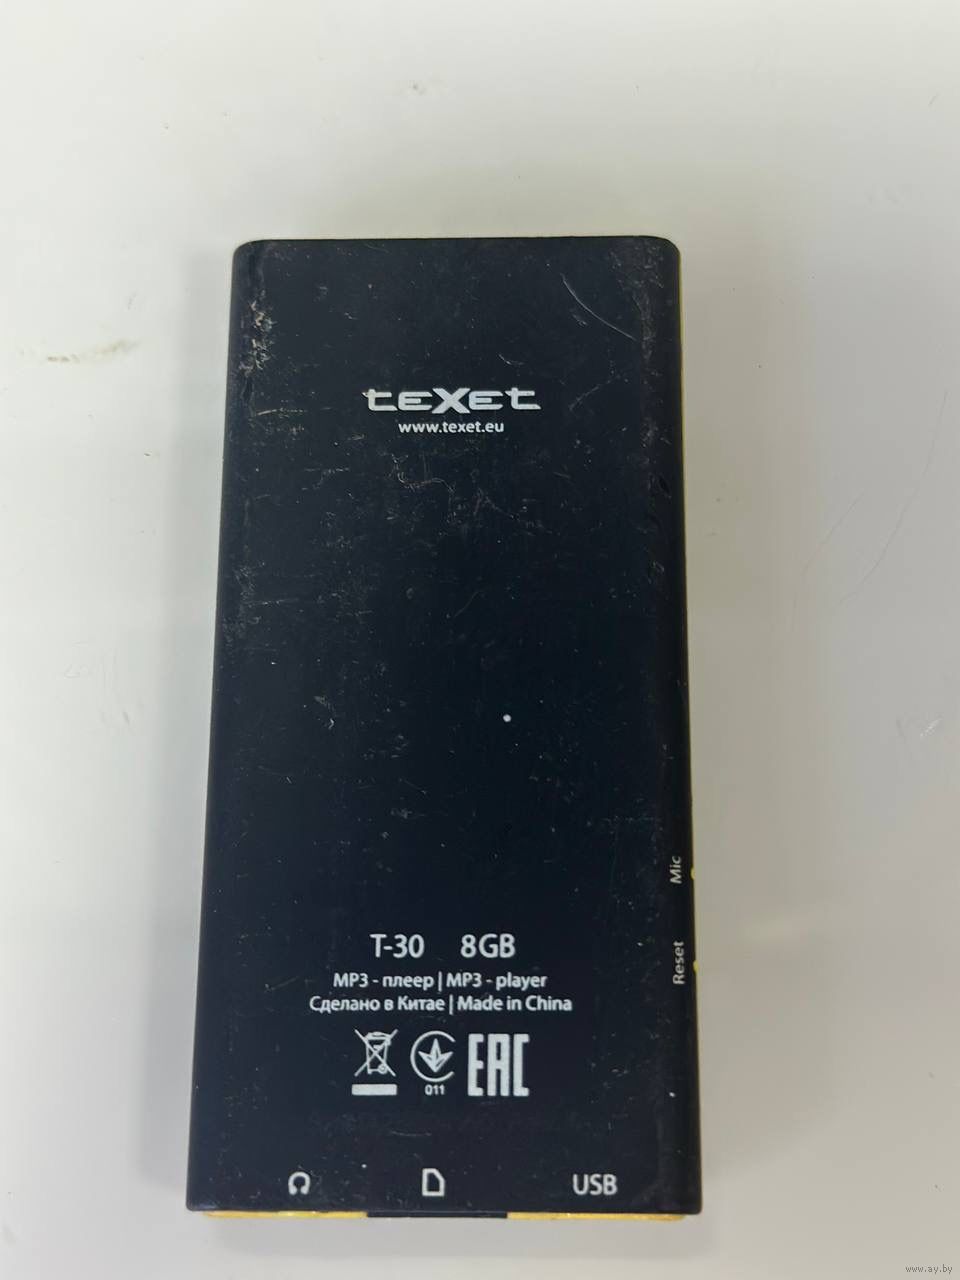 teXet
www.texet.eu
Mic
Reset
T-30 8GB
MP3 - плеер | MP3 - player
Сделано в Китае | Made in China
011
EAC
USB
www.ay.by